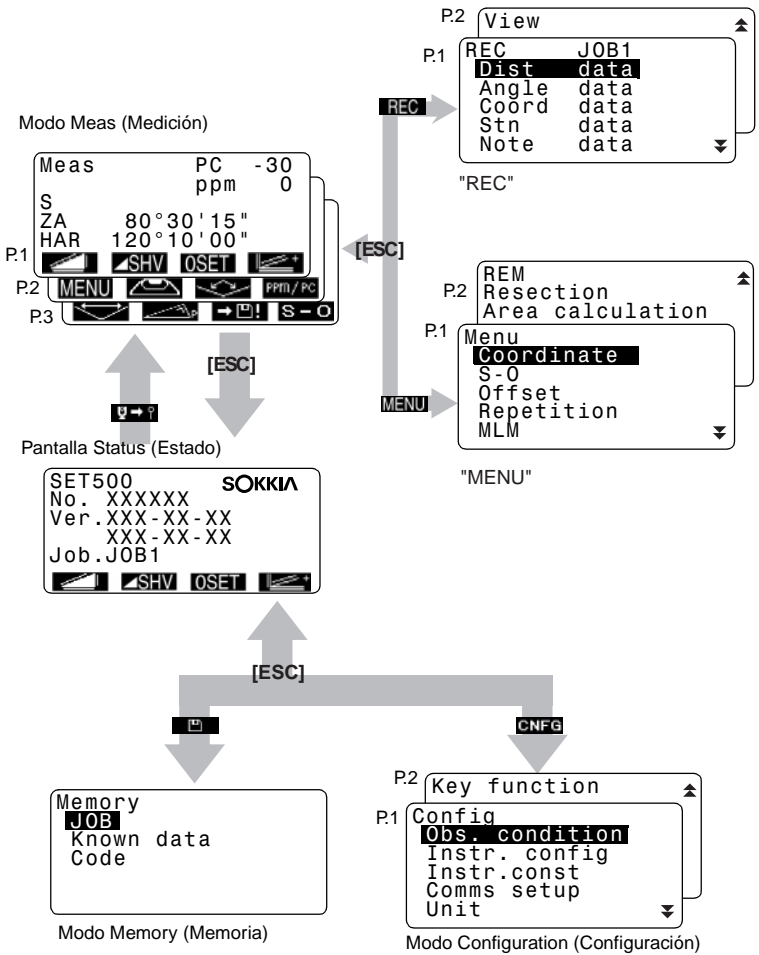 P.2
View
P.1
REC JOB1
Dist data
Angle data
Coord data
Stn data
Note data
"REC"
REC
Modo Meas (Medición)
Meas PC -30
ppm 0
S
ZA 80°30'15"
HAR 120°10'00"
P.1
SHV 0SET
P.2
MENU PPm/PC
P.3
S-O
[ESC]
[ESC]
REM
P.2
Resection
Area calculation
P.1
Menu
Coordinate
S-O
Offset
Repetition
MLM
"MENU"
MENU
Pantalla Status (Estado)
SET500 SOKKIA
No. XXXXXX
Ver.XXX-XX-XX
XXX-XX-XX
Job.JOB1
SHV 0SET
[ESC]
CNFG
Memory
JOB
Known data
Code
Modo Memory (Memoria)
P.2
Key function
P.1
Config
Obs. condition
Instr. config
Instr.const
Comms setup
Unit
Modo Configuration (Configuración)